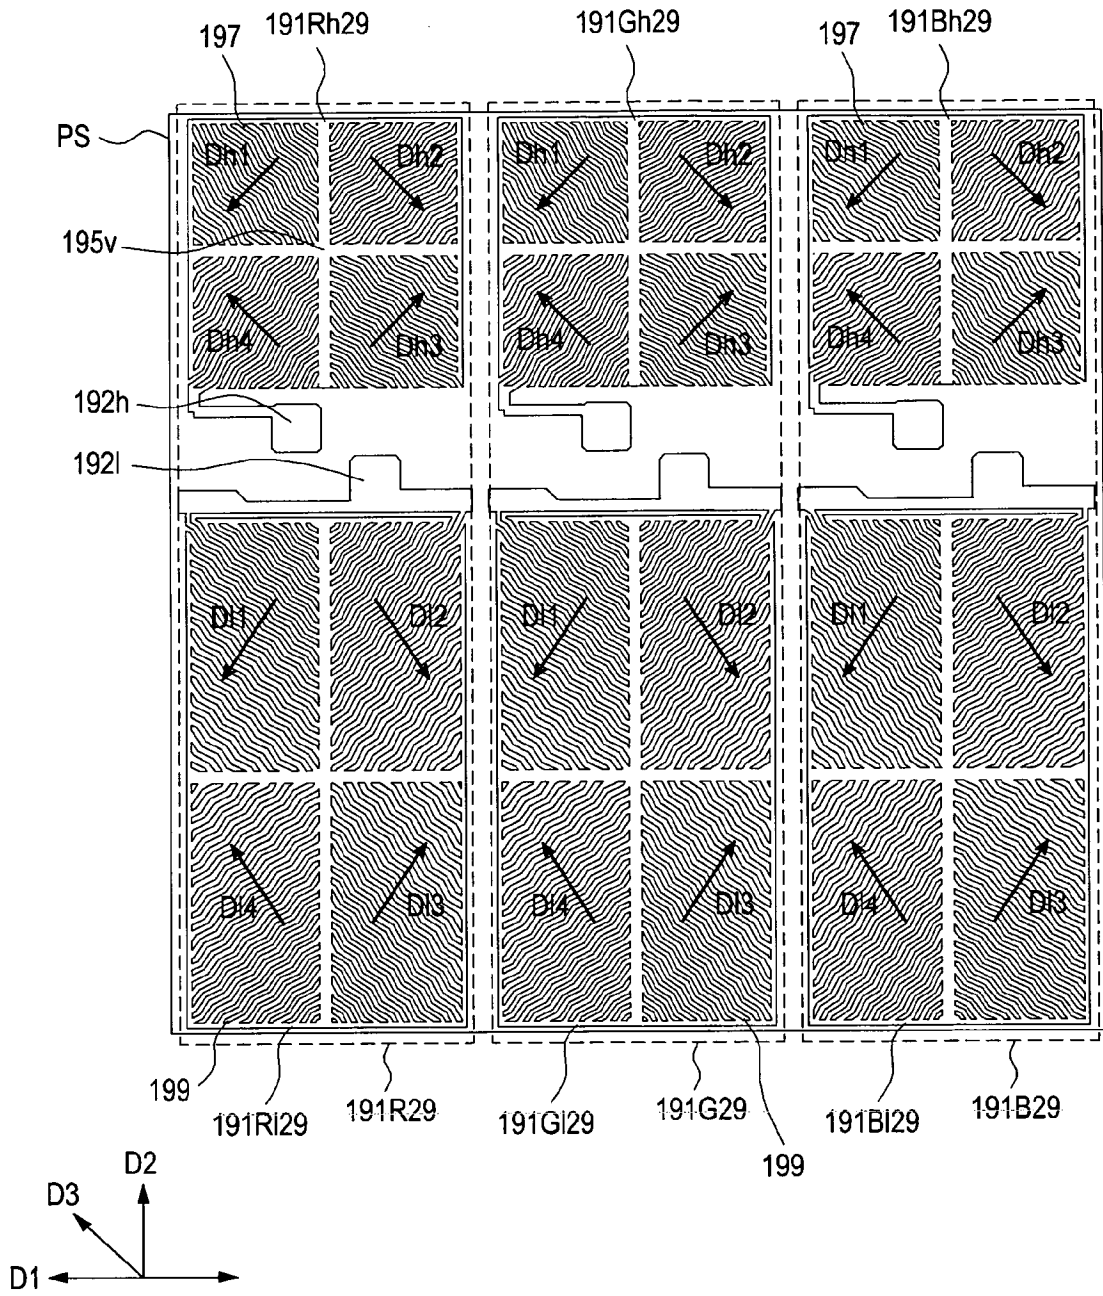 191Rh29 191Gh29 191Bh29
197 197
PS
Dh1 Dh2 Dh1 Dh2 Dh1 Dh2
195v
Dh4 Dh3 Dh4 Dh3 Dh4 Dh3
192h
192l
Dl1 Dl2 Dl1 Dl2 Dl1 Dl2
Dl4 Dl3 Dl4 Dl3 Dl4 Dl3
199 191Rl29 191R29 191Gl29 191G29 191Bl29 191B29
199
D2
D3
D1